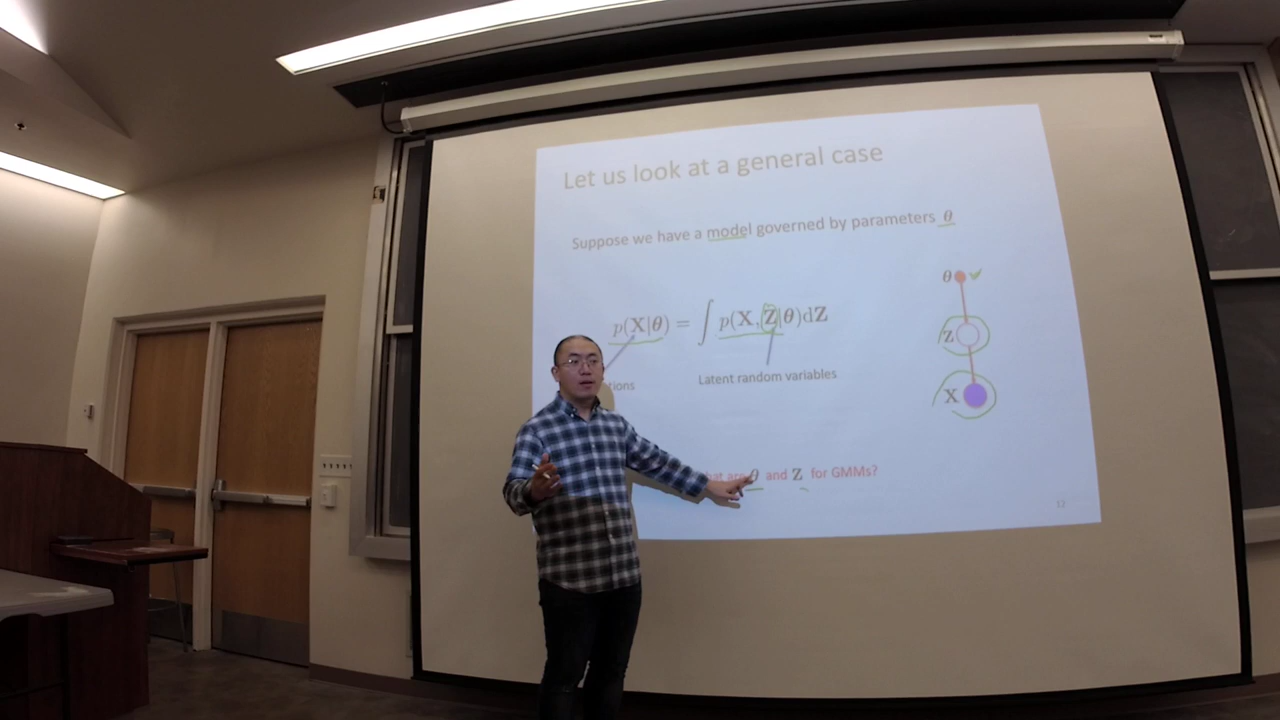 Let us look at a general case
Suppose we have a model governed by parameters θ
p(X|θ) = ∫ p(X, Z|θ)dZ
Latent random variables
θ
Z
X
θ and Z for GMMs?
12